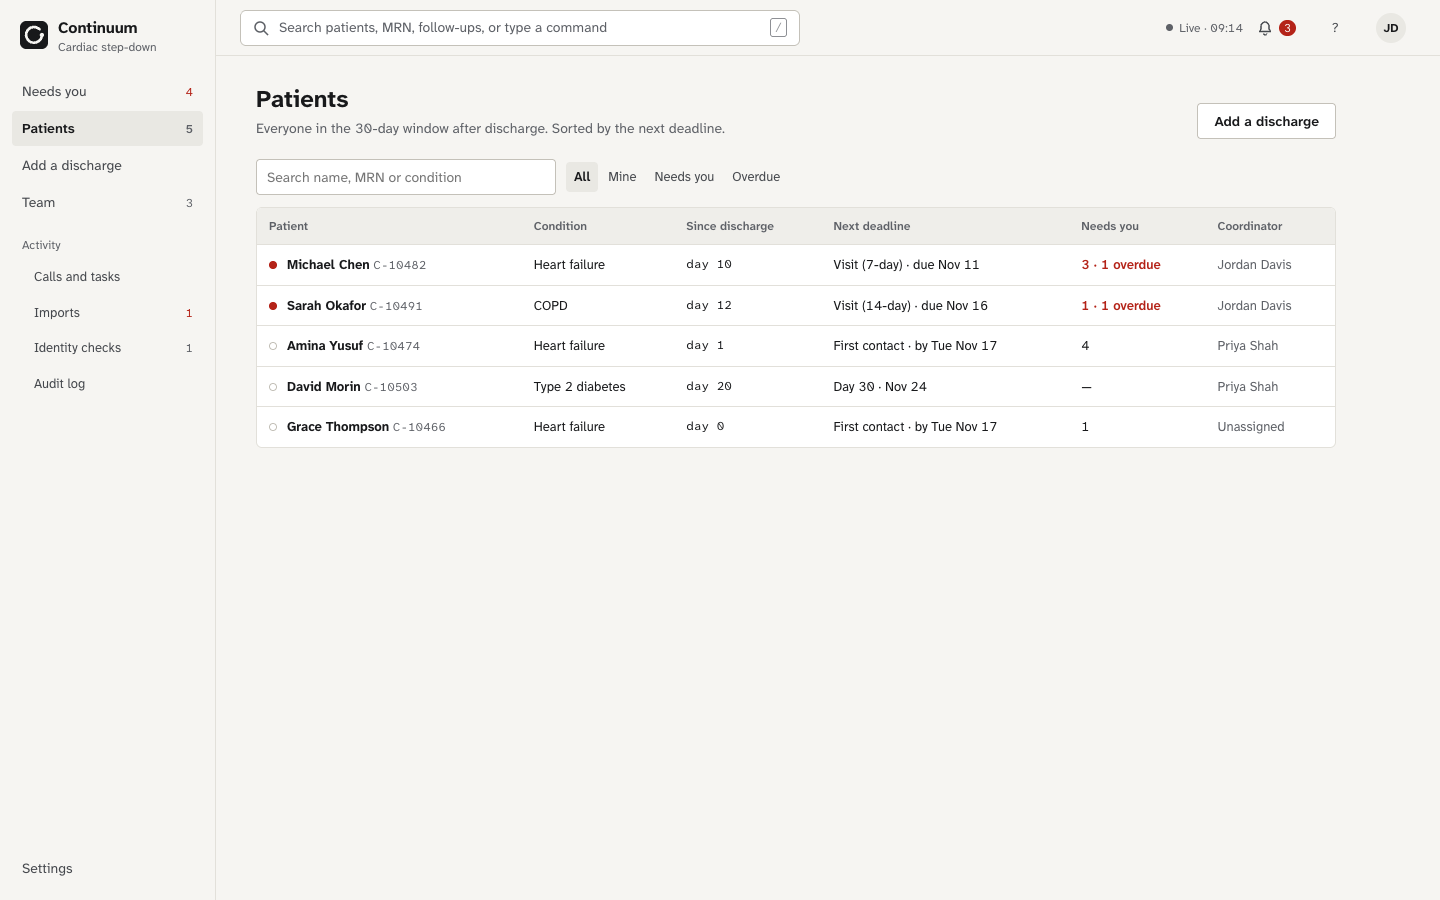 Continuum
Cardiac step-down
Needs you 4
Patients 5
Add a discharge
Team 3
Activity
Calls and tasks
Imports 1
Identity checks 1
Audit log
Settings
Search patients, MRN, follow-ups, or type a command /
Live · 09:14 3 ? JD
Patients
Everyone in the 30-day window after discharge. Sorted by the next deadline.
Add a discharge
Search name, MRN or condition All Mine Needs you Overdue
Patient Condition Since discharge Next deadline Needs you Coordinator
Michael Chen C-10482 Heart failure day 10 Visit (7-day) · due Nov 11 3 · 1 overdue Jordan Davis
Sarah Okafor C-10491 COPD day 12 Visit (14-day) · due Nov 16 1 · 1 overdue Jordan Davis
Amina Yusuf C-10474 Heart failure day 1 First contact · by Tue Nov 17 4 Priya Shah
David Morin C-10503 Type 2 diabetes day 20 Day 30 · Nov 24 — Priya Shah
Grace Thompson C-10466 Heart failure day 0 First contact · by Tue Nov 17 1 Unassigned